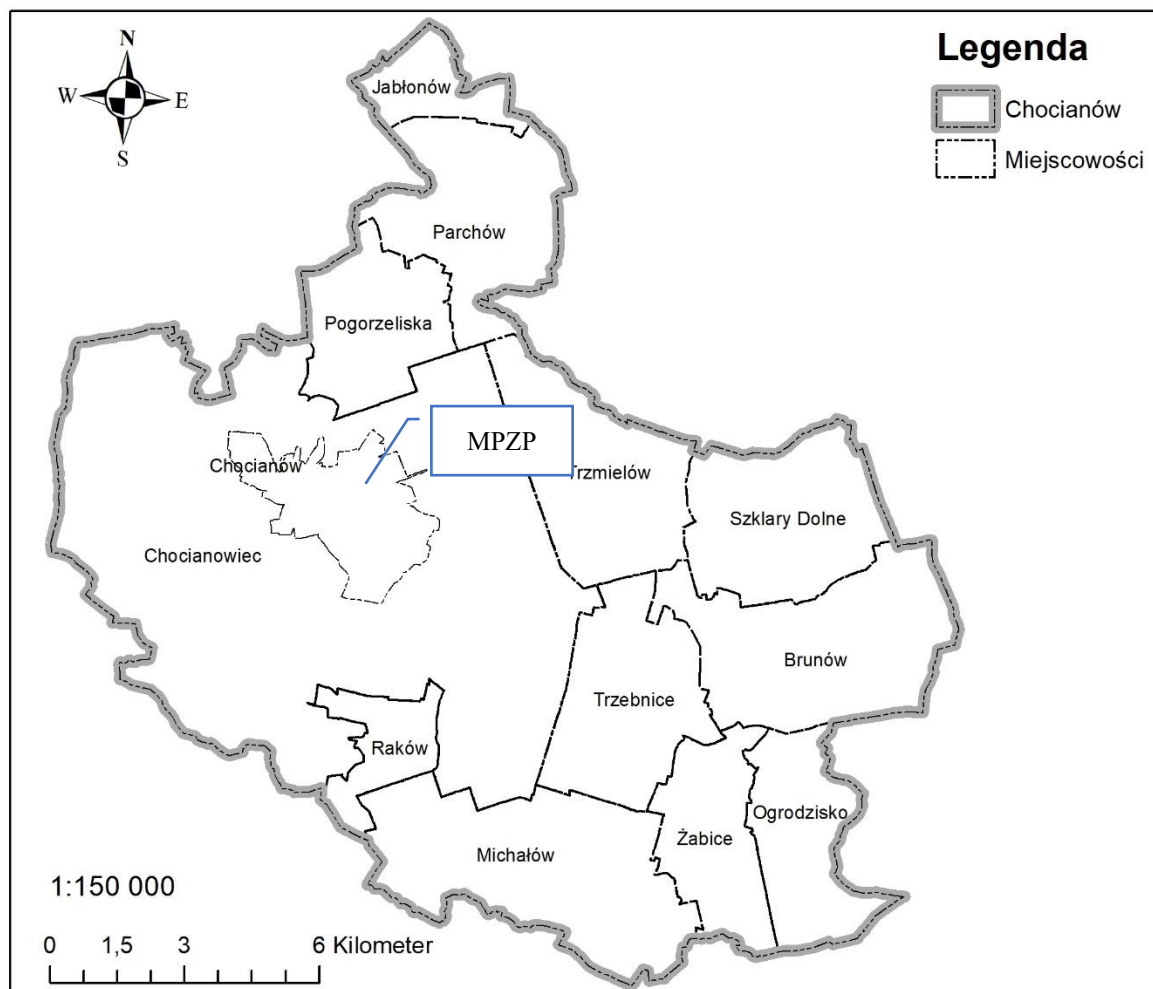 N
W E
S
Legenda
Chocianów
Miejscowości
Jabłonów
Parchów
Pogorzeliska
MPZP
Chocianów
Trzmielów
Szklary Dolne
Chocianowiec
Brunów
Trzebnice
Raków
Ogrodzisko
Żabice
Michałów
1:150 000
0 1,5 3 6 Kilometer